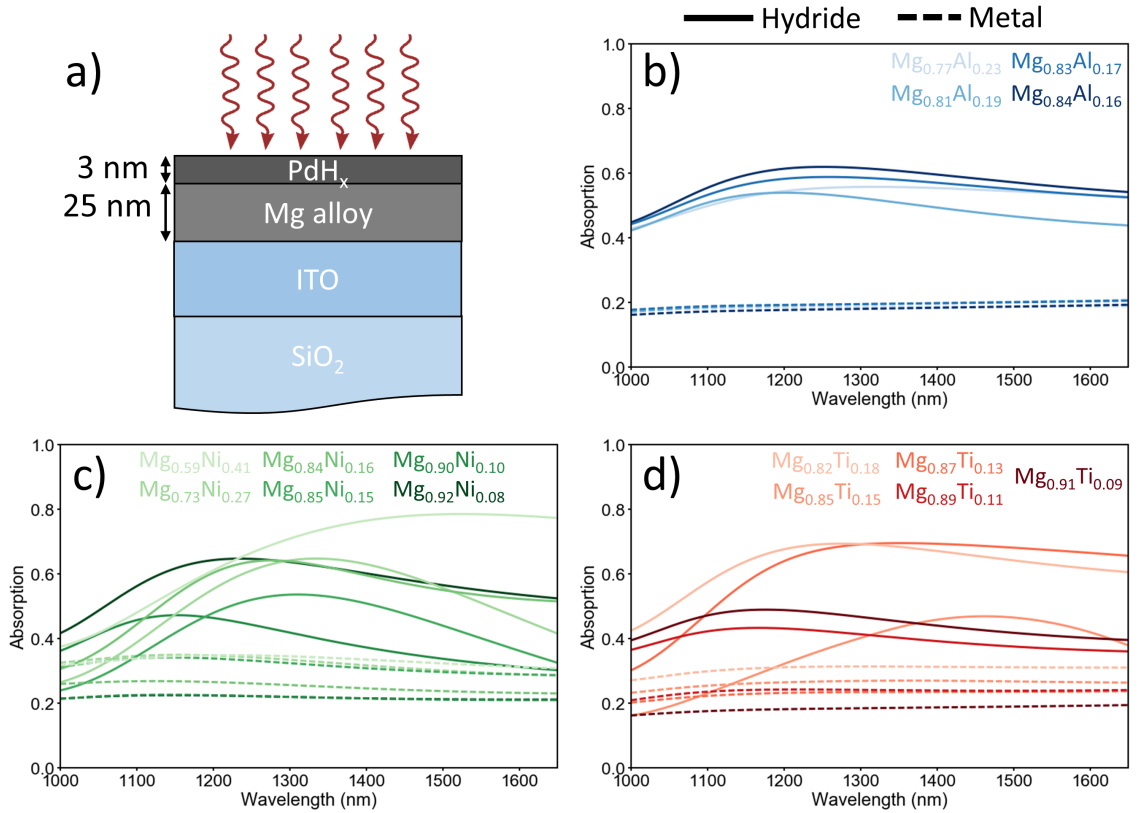 Hydride Metal
a)
3 nm
PdHₓ
25 nm
Mg alloy
ITO
SiO₂
b)
Mg₀.₇₇Al₀.₂₃ Mg₀.₈₃Al₀.₁₇
Mg₀.₈₁Al₀.₁₉ Mg₀.₈₄Al₀.₁₆
1.0
0.8
0.6
0.4
0.2
0.0
Absoprtion
1000 1100 1200 1300 1400 1500 1600
Wavelength (nm)
c)
Mg₀.₅₉Ni₀.₄₁ Mg₀.₈₄Ni₀.₁₆ Mg₀.₉₀Ni₀.₁₀
Mg₀.₇₃Ni₀.₂₇ Mg₀.₈₅Ni₀.₁₅ Mg₀.₉₂Ni₀.₀₈
1.0
0.8
0.6
0.4
0.2
0.0
Absorption
1000 1100 1200 1300 1400 1500 1600
Wavelength (nm)
d)
Mg₀.₈₂Ti₀.₁₈ Mg₀.₈₇Ti₀.₁₃ Mg₀.₉₁Ti₀.₀₉
Mg₀.₈₅Ti₀.₁₅ Mg₀.₈₉Ti₀.₁₁
1.0
0.8
0.6
0.4
0.2
0.0
Absoprtion
1000 1100 1200 1300 1400 1500 1600
Wavelength (nm)